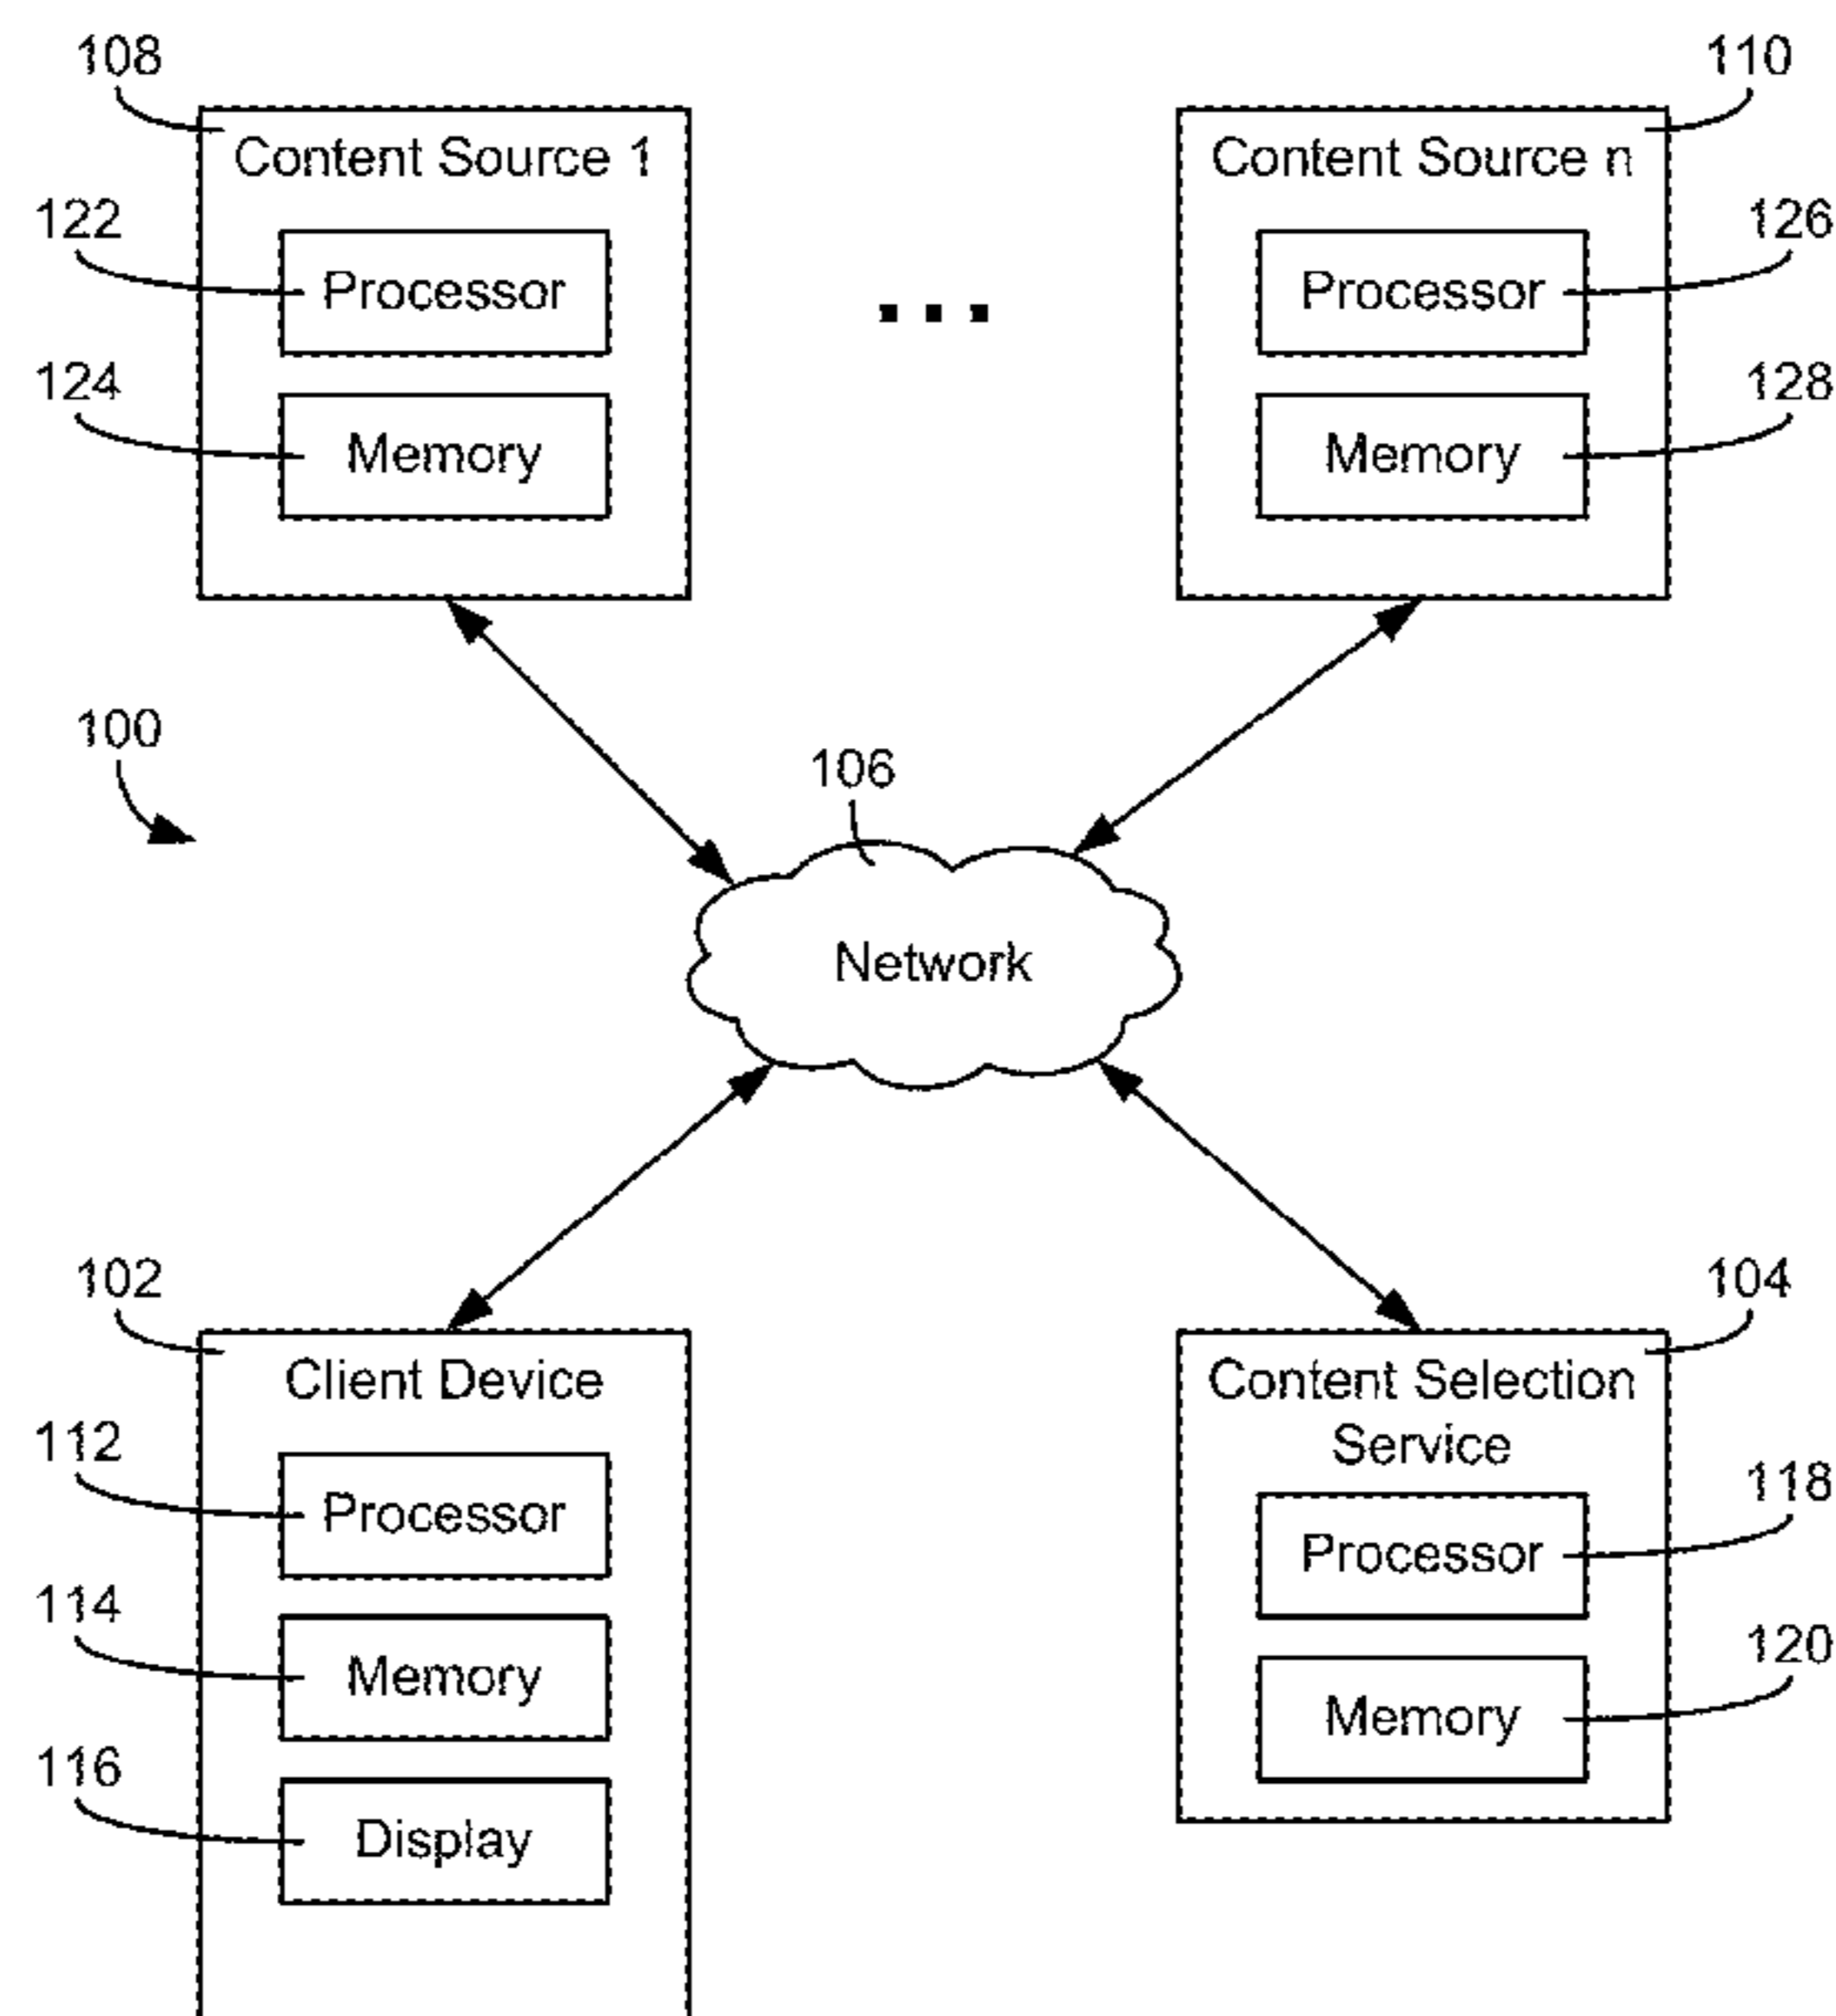 108
110
Content Source 1
Content Source n
122
126
Processor
Processor
...
124
128
Memory
Memory
100
106
Network
102
104
Client Device
Content Selection
Service
112
118
Processor
Processor
114
120
Memory
Memory
116
Display